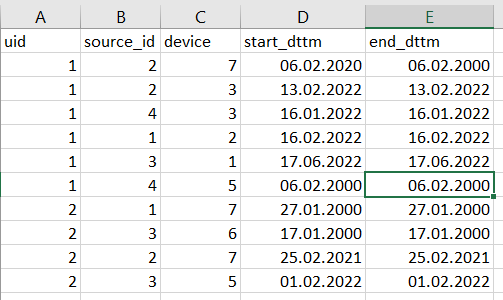 A B C D E
uid source_id device start_dttm end_dttm
1 2 7 06.02.2020 06.02.2000
1 2 3 13.02.2022 13.02.2022
1 4 3 16.01.2022 16.01.2022
1 1 2 16.02.2022 16.02.2022
1 3 1 17.06.2022 17.06.2022
1 4 5 06.02.2000 06.02.2000
2 1 7 27.01.2000 27.01.2000
2 3 6 17.01.2000 17.01.2000
2 2 7 25.02.2021 25.02.2021
2 3 5 01.02.2022 01.02.2022